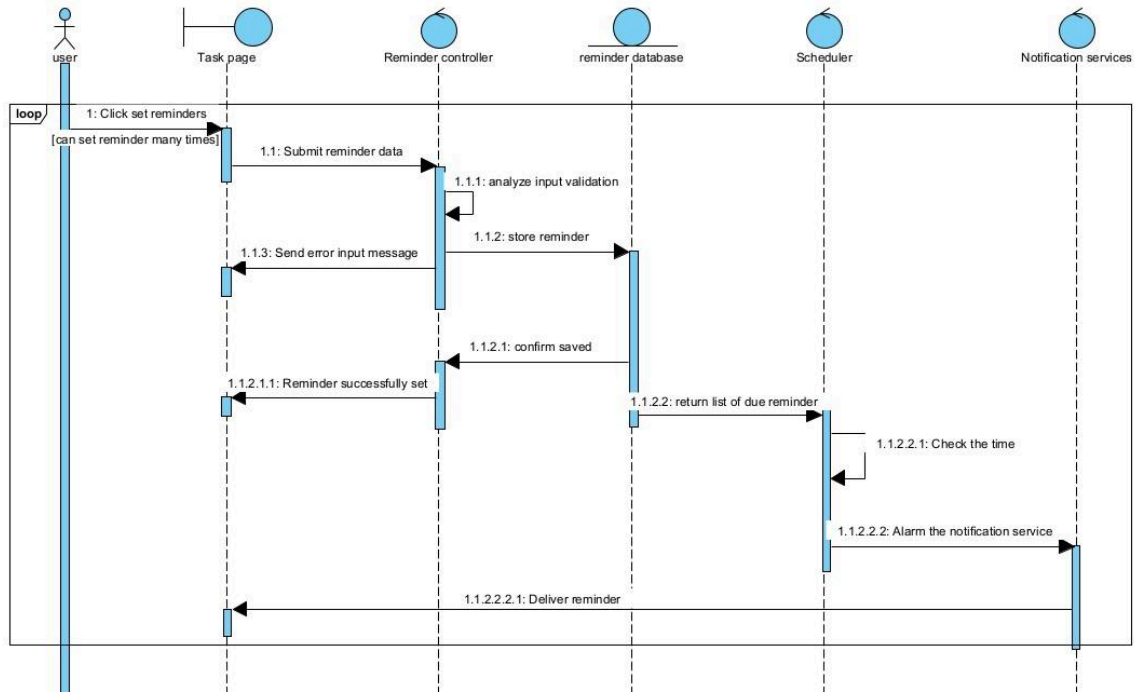 user
Task page
Reminder controller
reminder database
Scheduler
Notification services
loop
1: Click set reminders
[can set reminder many times]
1.1: Submit reminder data
1.1.1: analyze input validation
1.1.2: store reminder
1.1.3: Send error input message
1.1.2.1: confirm saved
1.1.2.1.1: Reminder successfully set
1.1.2.2: return list of due reminder
1.1.2.2.1: Check the time
1.1.2.2.2: Alarm the notification service
1.1.2.2.2.1: Deliver reminder